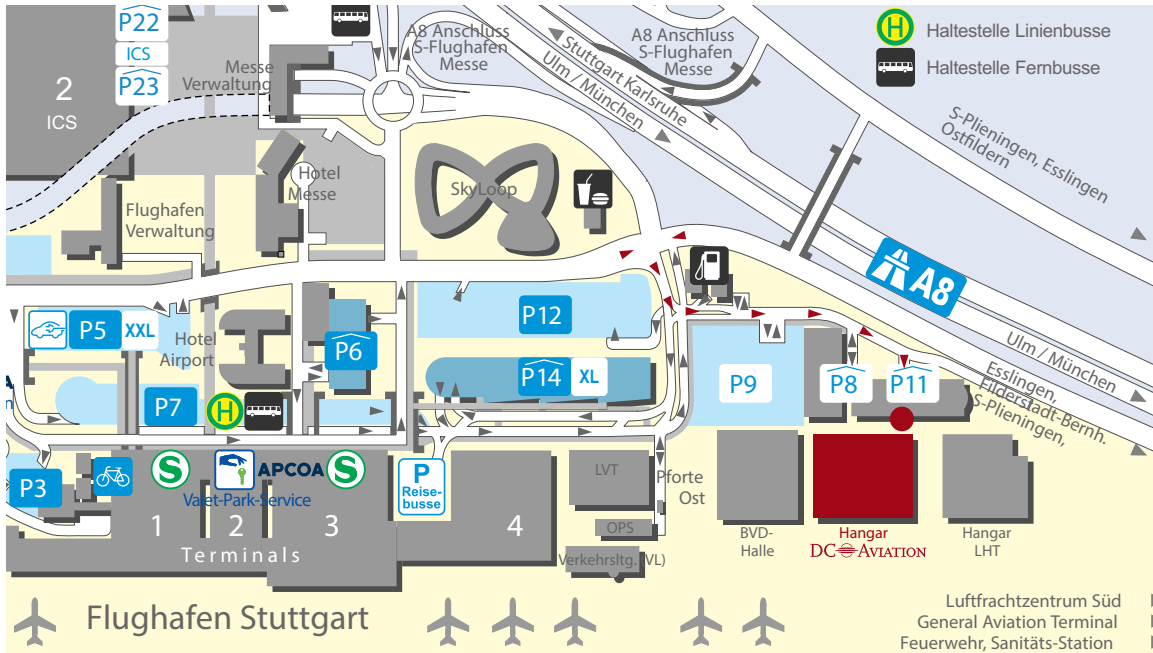 P22
ICS
P23
2
ICS
Messe
Verwaltung
A8 Anschluss
S-Flughafen
Messe
A8 Anschluss
S-Flughafen
Messe
Stuttgart Karlsruhe
Ulm / München
H
Haltestelle Linienbusse
Haltestelle Fernbusse
S-Plieningen, Esslingen
Ostfildern
Hotel
Messe
SkyLoop
Flughafen
Verwaltung
A8
Ulm / München
Esslingen,
Filderstadt-Bernh.
S-Plieningen,
P5
XXL
Hotel
Airport
P6
P12
P14
XL
P9
P8
P11
P7
H
P3
S
APCOA
S
Valet-Park-Service
P
Reise-
busse
LVT
Pforte
Ost
1
2
3
4
Terminals
OPS
Verkehrsltg. (VL)
BVD-
Halle
Hangar
DC AVIATION
Hangar
LHT
Flughafen Stuttgart
Luftfrachtzentrum Süd
General Aviation Terminal
Feuerwehr, Sanitäts-Station